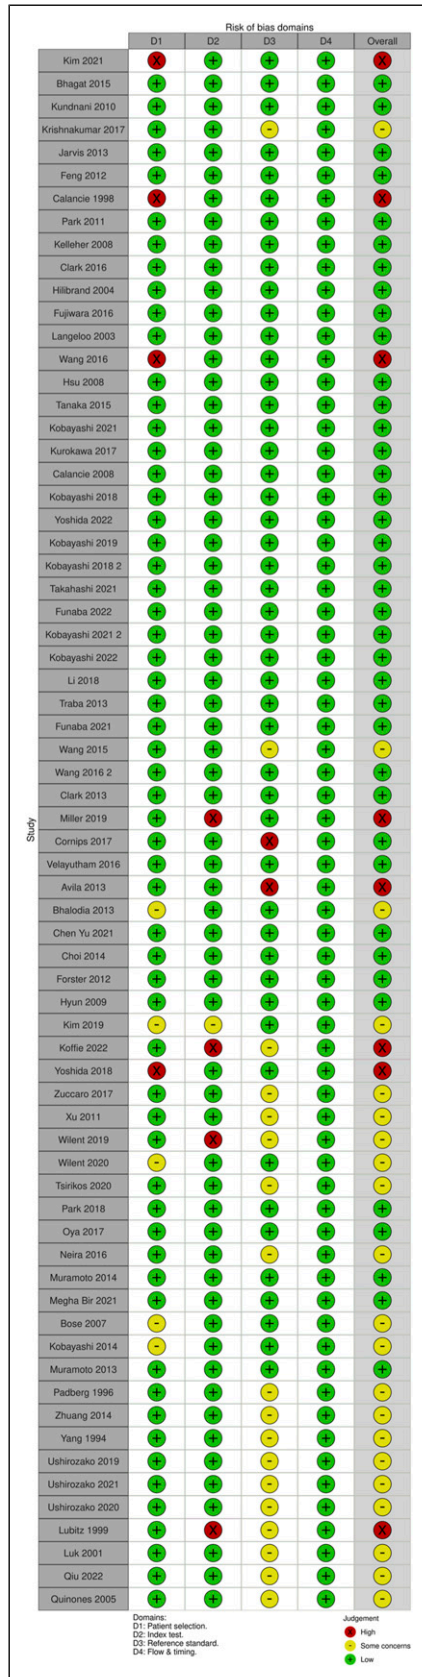 Risk of bias domains
D1 D2 D3 D4 Overall
Kim 2021 X + + + X
Bhagat 2015 + + + + +
Kundnani 2010 + + + + +
Krishnakumar 2017 + + - + -
Jarvis 2013 + + + + +
Feng 2012 + + + + +
Calancie 1998 X + + + X
Park 2011 + + + + +
Kelleher 2008 + + + + +
Clark 2016 + + + + +
Hilibrand 2004 + + + + +
Fujiwara 2016 + + + + +
Langeloo 2003 + + + + +
Wang 2016 X + + + X
Hsu 2008 + + + + +
Tanaka 2015 + + + + +
Kobayashi 2021 + + + + +
Kurokawa 2017 + + + + +
Calancie 2008 + + + + +
Kobayashi 2018 + + + + +
Yoshida 2022 + + + + +
Kobayashi 2019 + + + + +
Kobayashi 2018 2 + + + + +
Takahashi 2021 + + + + +
Funaba 2022 + + + + +
Kobayashi 2021 2 + + + + +
Kobayashi 2022 + + + + +
Li 2018 + + + + +
Traba 2013 + + + + +
Funaba 2021 + + + + +
Wang 2015 + + - + -
Wang 2016 2 + + + + +
Clark 2013 + + + + +
Miller 2019 + X + + X
Cornips 2017 + + X + X
Velayutham 2016 + + + + +
Avila 2013 + + X + X
Bhalodia 2013 - + + + -
Chen Yu 2021 + + + + +
Choi 2014 + + + + +
Forster 2012 + + + + +
Hyun 2009 + + + + +
Kim 2019 - - + + -
Koffie 2022 + X - + X
Yoshida 2018 X + + + X
Zuccaro 2017 + + - + -
Xu 2011 + + - + -
Wilent 2019 + X - + -
Wilent 2020 - + + + -
Tsirikos 2020 + + - + -
Park 2018 + + + + +
Oya 2017 + + + + +
Neira 2016 + + - + -
Muramoto 2014 + + + + +
Megha Bir 2021 + + + + +
Bose 2007 - + + + -
Kobayashi 2014 - + + + -
Muramoto 2013 + + + + +
Padberg 1996 + + - + -
Zhuang 2014 + + - + -
Yang 1994 + + - + -
Ushirozako 2019 + + - + -
Ushirozako 2021 + + - + -
Ushirozako 2020 + + - + -
Lubitz 1999 + X - + X
Luk 2001 + + - + -
Qiu 2022 + + - + -
Quinones 2005 + + - + -
Study
Domains:
D1: Patient selection.
D2: Index test.
D3: Reference standard.
D4: Flow & timing.
Judgement
X High
- Some concerns
+ Low